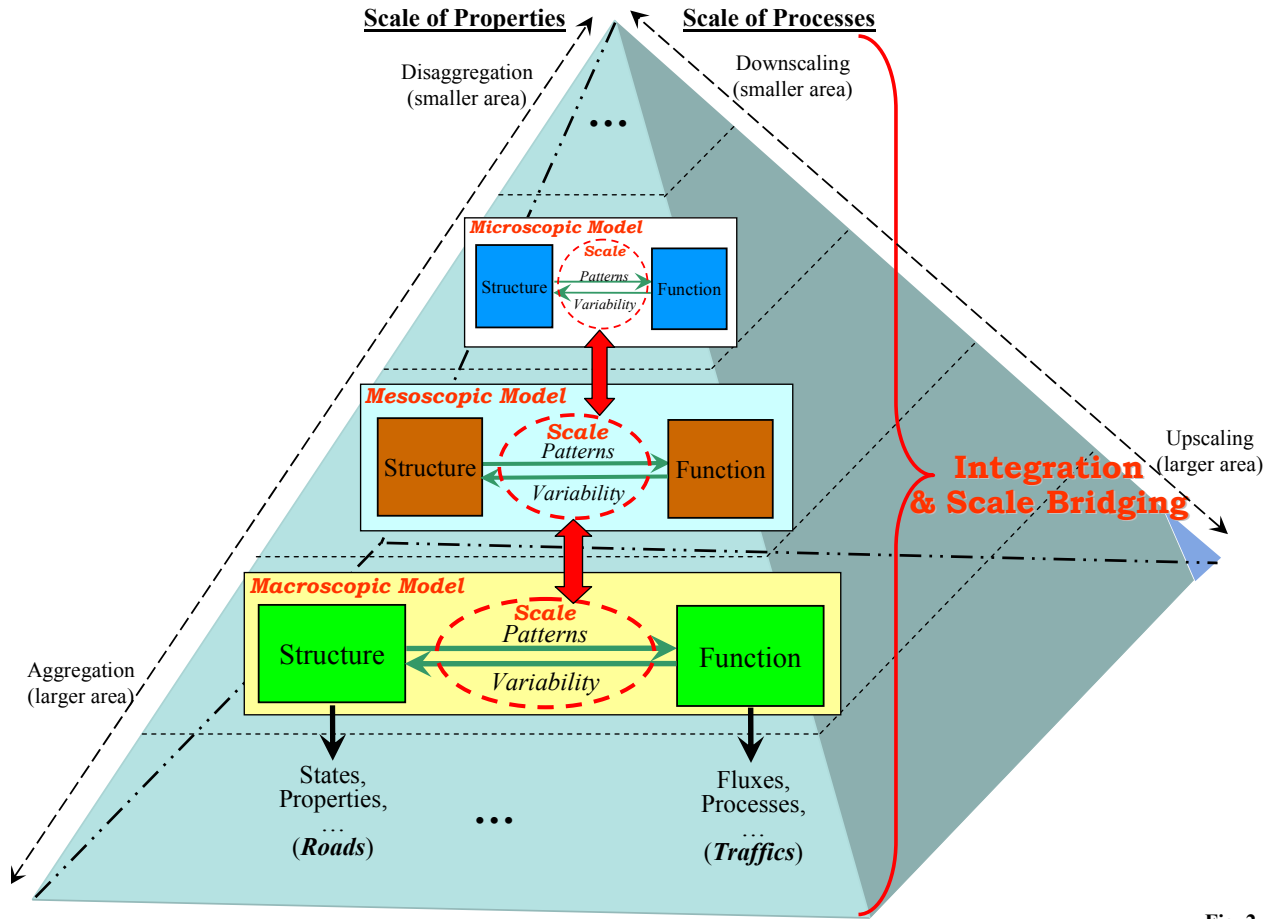 Scale of Properties
Scale of Processes
Disaggregation
(smaller area)
Downscaling
(smaller area)
...
Microscopic Model
Scale
Structure
Patterns
Variability
Function
Mesoscopic Model
Scale
Structure
Patterns
Variability
Function
Upscaling
(larger area)
Integration
& Scale Bridging
Macroscopic Model
Scale
Structure
Patterns
Variability
Function
Aggregation
(larger area)
States,
Properties,
...
(Roads)
...
Fluxes,
Processes,
...
(Traffics)